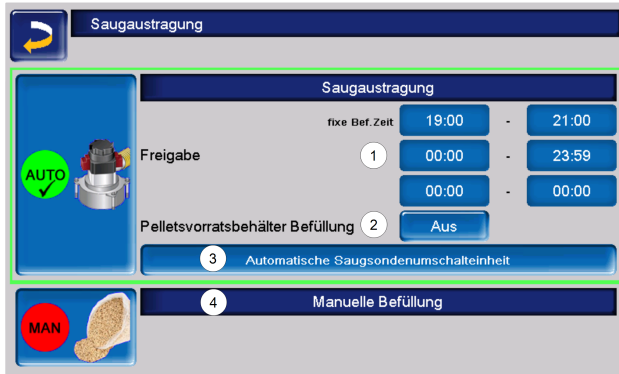 Saugaustragung
Saugaustragung
fixe Bef.Zeit 19:00 - 21:00
Freigabe 1 00:00 - 23:59
00:00 - 00:00
AUTO
Pelletsvorratsbehälter Befüllung 2 Aus
3 Automatische Saugsondenumschalteinheit
4 Manuelle Befüllung
MAN